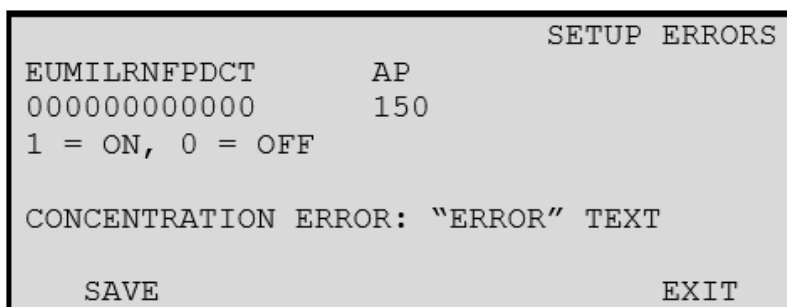 SETUP ERRORS
EUMILRNFPDCT AP
000000000000 150
1 = ON, 0 = OFF
CONCENTRATION ERROR: “ERROR” TEXT
SAVE EXIT